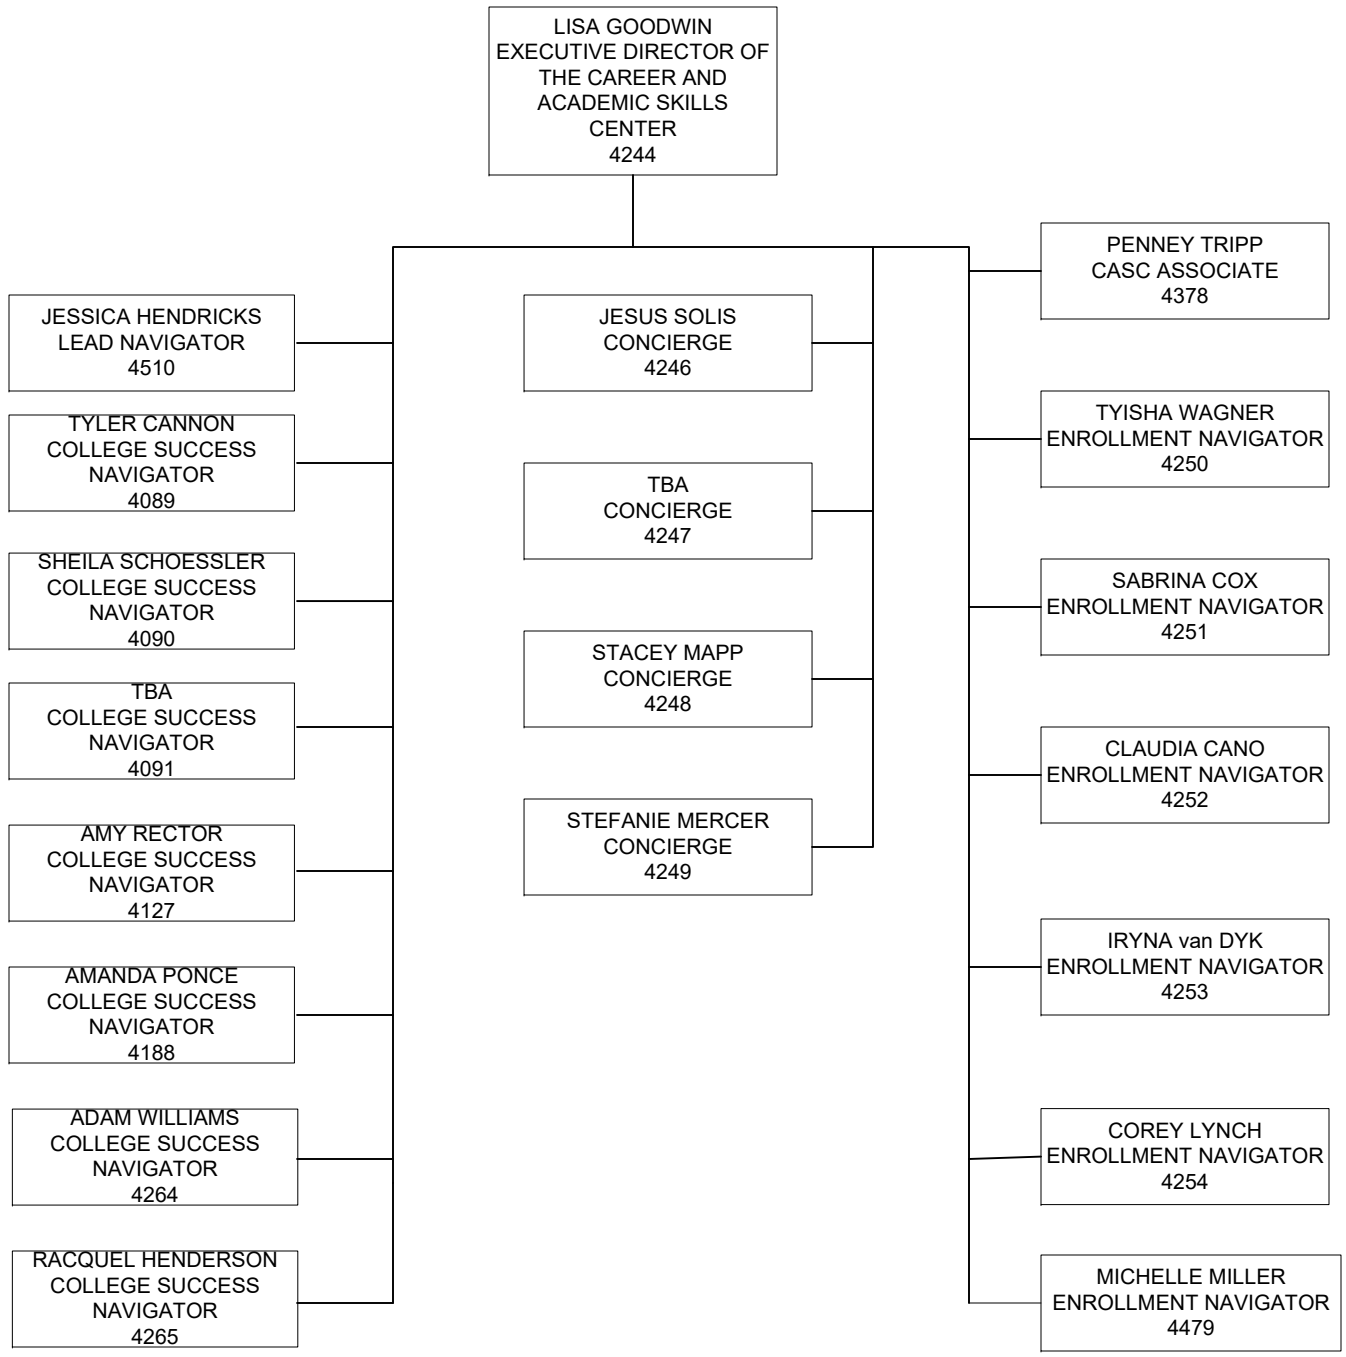 LISA GOODWIN
EXECUTIVE DIRECTOR OF
THE CAREER AND
ACADEMIC SKILLS
CENTER
4244
JESSICA HENDRICKS
LEAD NAVIGATOR
4510
TYLER CANNON
COLLEGE SUCCESS
NAVIGATOR
4089
SHEILA SCHOESSLER
COLLEGE SUCCESS
NAVIGATOR
4090
TBA
COLLEGE SUCCESS
NAVIGATOR
4091
AMY RECTOR
COLLEGE SUCCESS
NAVIGATOR
4127
AMANDA PONCE
COLLEGE SUCCESS
NAVIGATOR
4188
ADAM WILLIAMS
COLLEGE SUCCESS
NAVIGATOR
4264
RACQUEL HENDERSON
COLLEGE SUCCESS
NAVIGATOR
4265
JESUS SOLIS
CONCIERGE
4246
TBA
CONCIERGE
4247
STACEY MAPP
CONCIERGE
4248
STEFANIE MERCER
CONCIERGE
4249
PENNEY TRIPP
CASC ASSOCIATE
4378
TYISHA WAGNER
ENROLLMENT NAVIGATOR
4250
SABRINA COX
ENROLLMENT NAVIGATOR
4251
CLAUDIA CANO
ENROLLMENT NAVIGATOR
4252
IRYNA van DYK
ENROLLMENT NAVIGATOR
4253
COREY LYNCH
ENROLLMENT NAVIGATOR
4254
MICHELLE MILLER
ENROLLMENT NAVIGATOR
4479